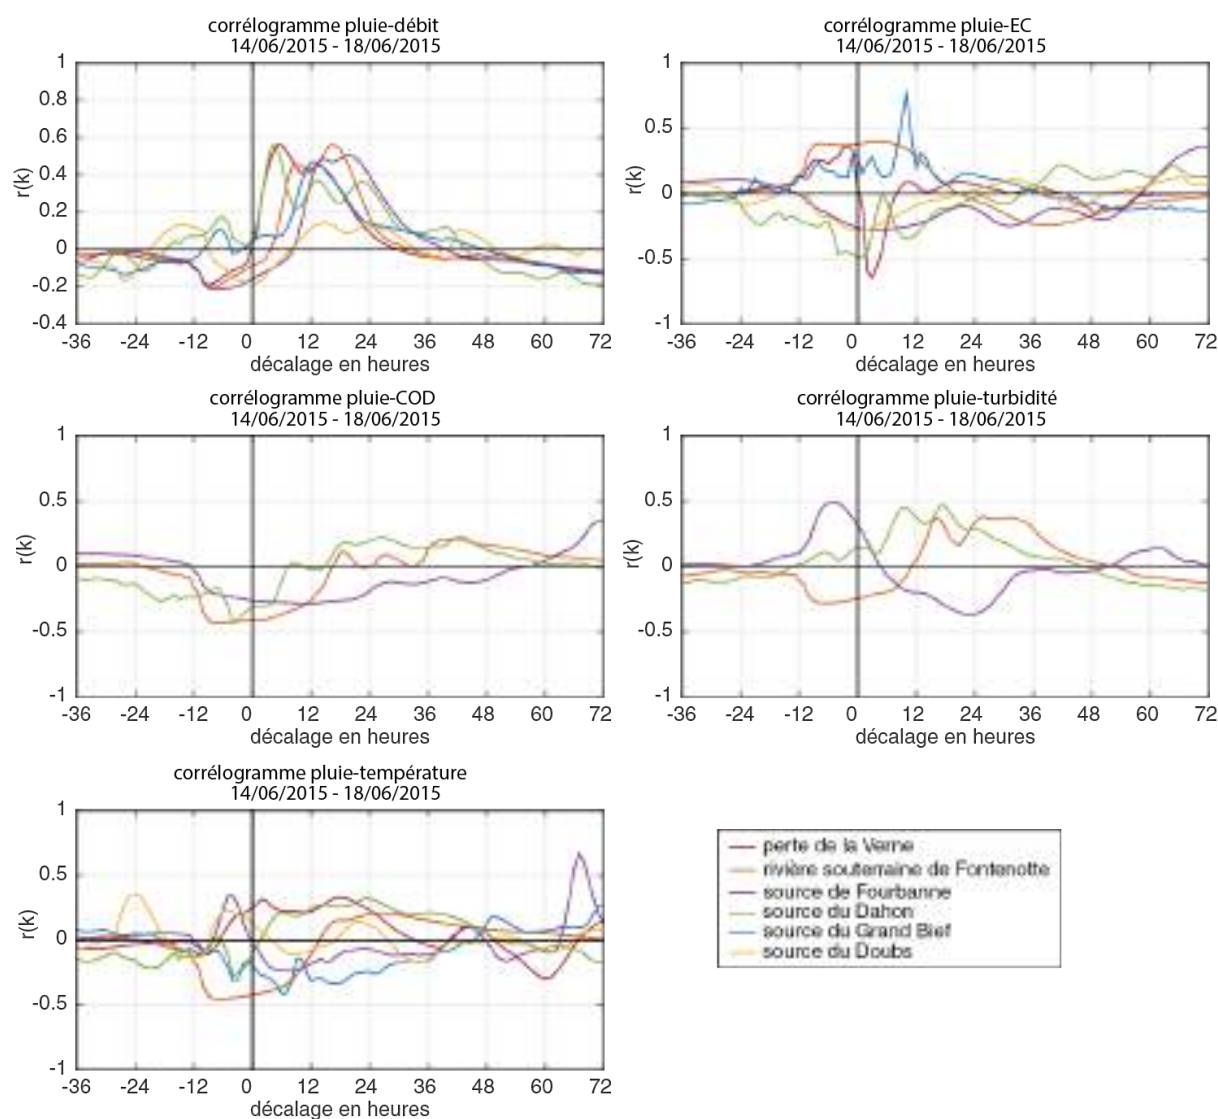 corrélogramme pluie-débit
14/06/2015 - 18/06/2015
1
0.8
0.6
0.4
0.2
0
-0.2
-0.4
r(k)
-36 -24 -12 0 12 24 36 48 60 72
décalage en heures
corrélogramme pluie-EC
14/06/2015 - 18/06/2015
1
0.5
0
-0.5
-1
r(k)
-36 -24 -12 0 12 24 36 48 60 72
décalage en heures
corrélogramme pluie-COD
14/06/2015 - 18/06/2015
1
0.5
0
-0.5
-1
r(k)
-36 -24 -12 0 12 24 36 48 60 72
décalage en heures
corrélogramme pluie-turbidité
14/06/2015 - 18/06/2015
1
0.5
0
-0.5
-1
r(k)
-36 -24 -12 0 12 24 36 48 60 72
décalage en heures
corrélogramme pluie-température
14/06/2015 - 18/06/2015
1
0.5
0
-0.5
-1
r(k)
-36 -24 -12 0 12 24 36 48 60 72
décalage en heures
perte de la Verne
rivière souterraine de Fontenotte
source de Fourbanne
source du Dahon
source du Grand Bief
source du Doubs